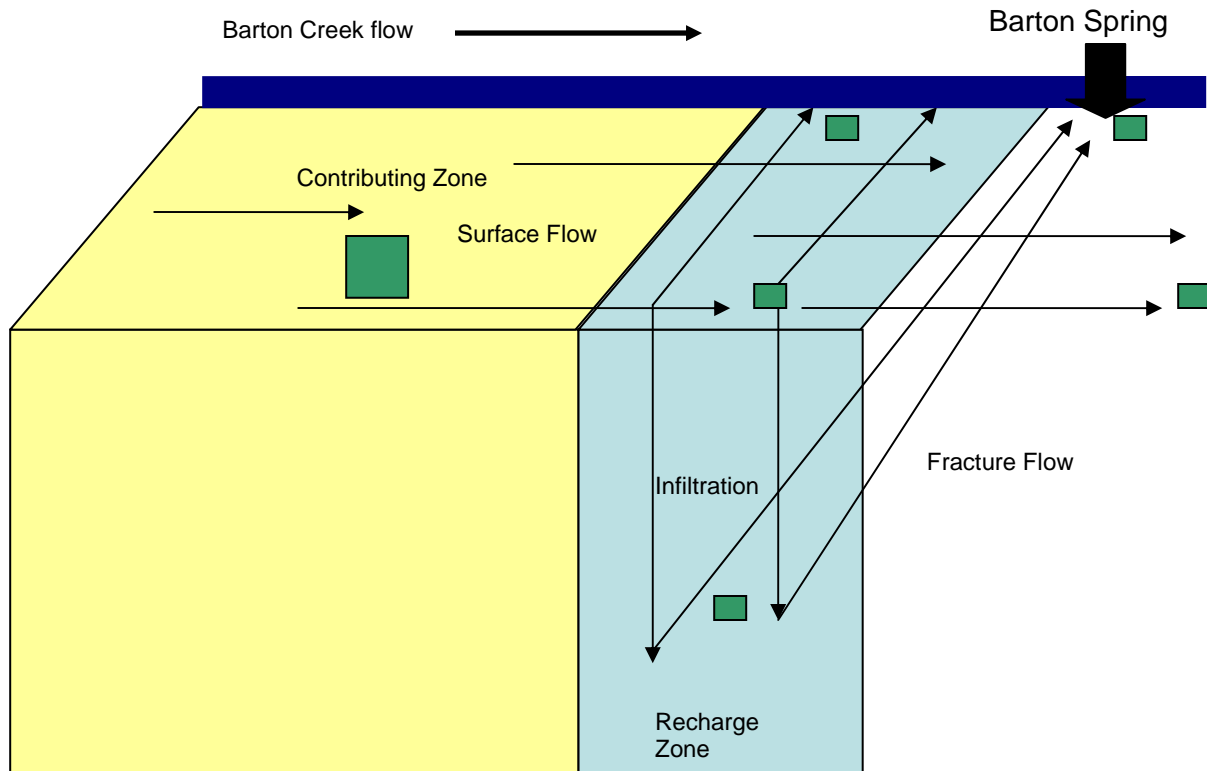 Barton Creek flow
Barton Spring
Contributing Zone
Surface Flow
Fracture Flow
Infiltration
Recharge
Zone